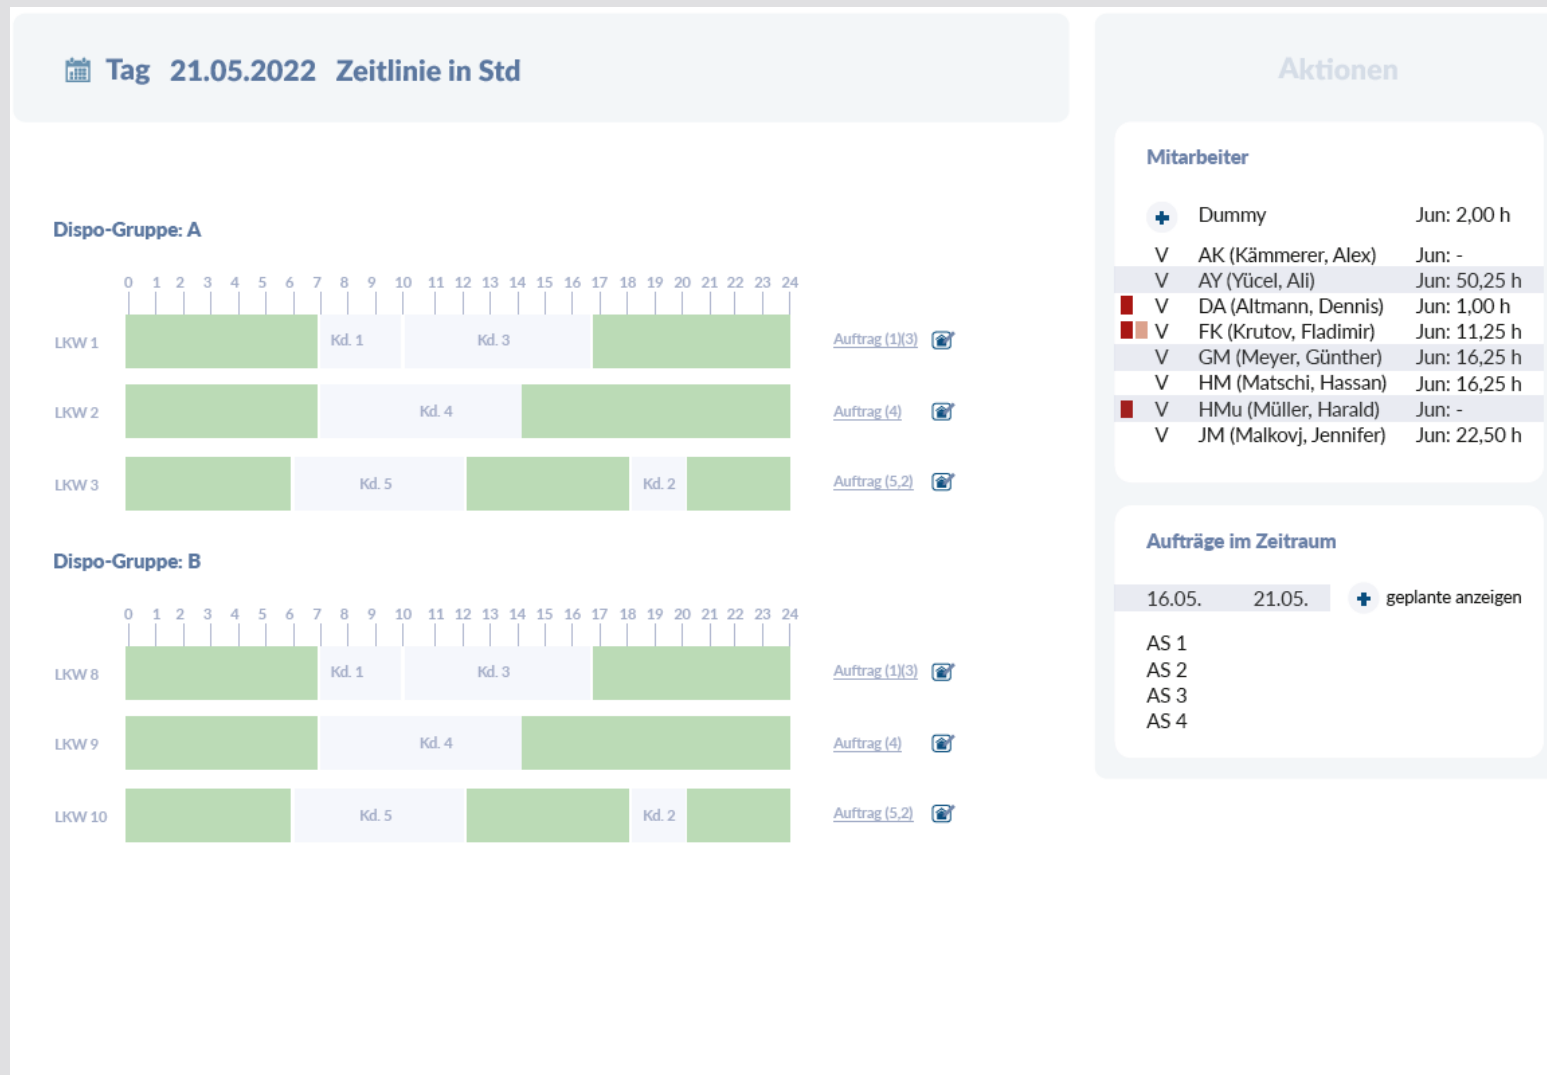 Tag 21.05.2022 Zeitlinie in Std
Dispo-Gruppe: A
0 1 2 3 4 5 6 7 8 9 10 11 12 13 14 15 16 17 18 19 20 21 22 23 24
LKW 1 Kd. 1 Kd. 3 Auftrag (1)(3)
LKW 2 Kd. 4 Auftrag (4)
LKW 3 Kd. 5 Kd. 2 Auftrag (5,2)
Dispo-Gruppe: B
0 1 2 3 4 5 6 7 8 9 10 11 12 13 14 15 16 17 18 19 20 21 22 23 24
LKW 8 Kd. 1 Kd. 3 Auftrag (1)(3)
LKW 9 Kd. 4 Auftrag (4)
LKW 10 Kd. 5 Kd. 2 Auftrag (5,2)
Aktionen
Mitarbeiter
Dummy Jun: 2,00 h
V AK (Kämmerer, Alex) Jun: -
V AY (Yücel, Ali) Jun: 50,25 h
V DA (Altmann, Dennis) Jun: 1,00 h
V FK (Krutov, Fladimir) Jun: 11,25 h
V GM (Meyer, Günther) Jun: 16,25 h
V HM (Matschi, Hassan) Jun: 16,25 h
V HMu (Müller, Harald) Jun: -
V JM (Malkovj, Jennifer) Jun: 22,50 h
Aufträge im Zeitraum
16.05. 21.05. geplante anzeigen
AS 1
AS 2
AS 3
AS 4